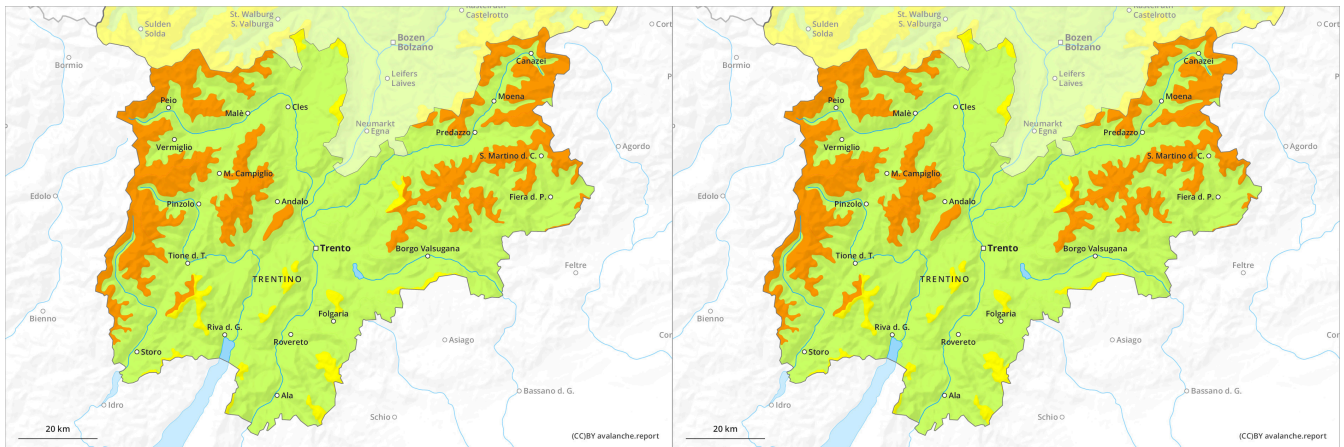 St. Walburg
S. Valburga
Castelrotto
Sulden
Solda
Bozen
Bolzano
Cort
Bormio
Canazei
Leifers
Laives
Peio
Moena
Malè
Cles
Neumarkt
Egna
Predazzo
Vermiglio
Agordo
S. Martino d. C.
M. Campiglio
Edolo
Pinzolo
Andalo
Fiera d. P.
Trento
Borgo Valsugana
Tione d. T.
Feltre
TRENTINO
Bienno
Folgaria
Riva d. G.
Rovereto
Asiago
Storo
Bassano d. G.
Ala
Idro
Schio
20 km
(CC)BY avalanche.report
St. Walburg
S. Valburga
Castelrotto
Sulden
Solda
Bozen
Bolzano
Cort
Bormio
Canazei
Leifers
Laives
Peio
Moena
Malè
Cles
Neumarkt
Egna
Predazzo
Vermiglio
Agordo
S. Martino d. C.
M. Campiglio
Edolo
Pinzolo
Andalo
Fiera d. P.
Trento
Borgo Valsugana
Tione d. T.
Feltre
TRENTINO
Bienno
Folgaria
Riva d. G.
Rovereto
Asiago
Storo
Bassano d. G.
Ala
Idro
Schio
20 km
(CC)BY avalanche.report